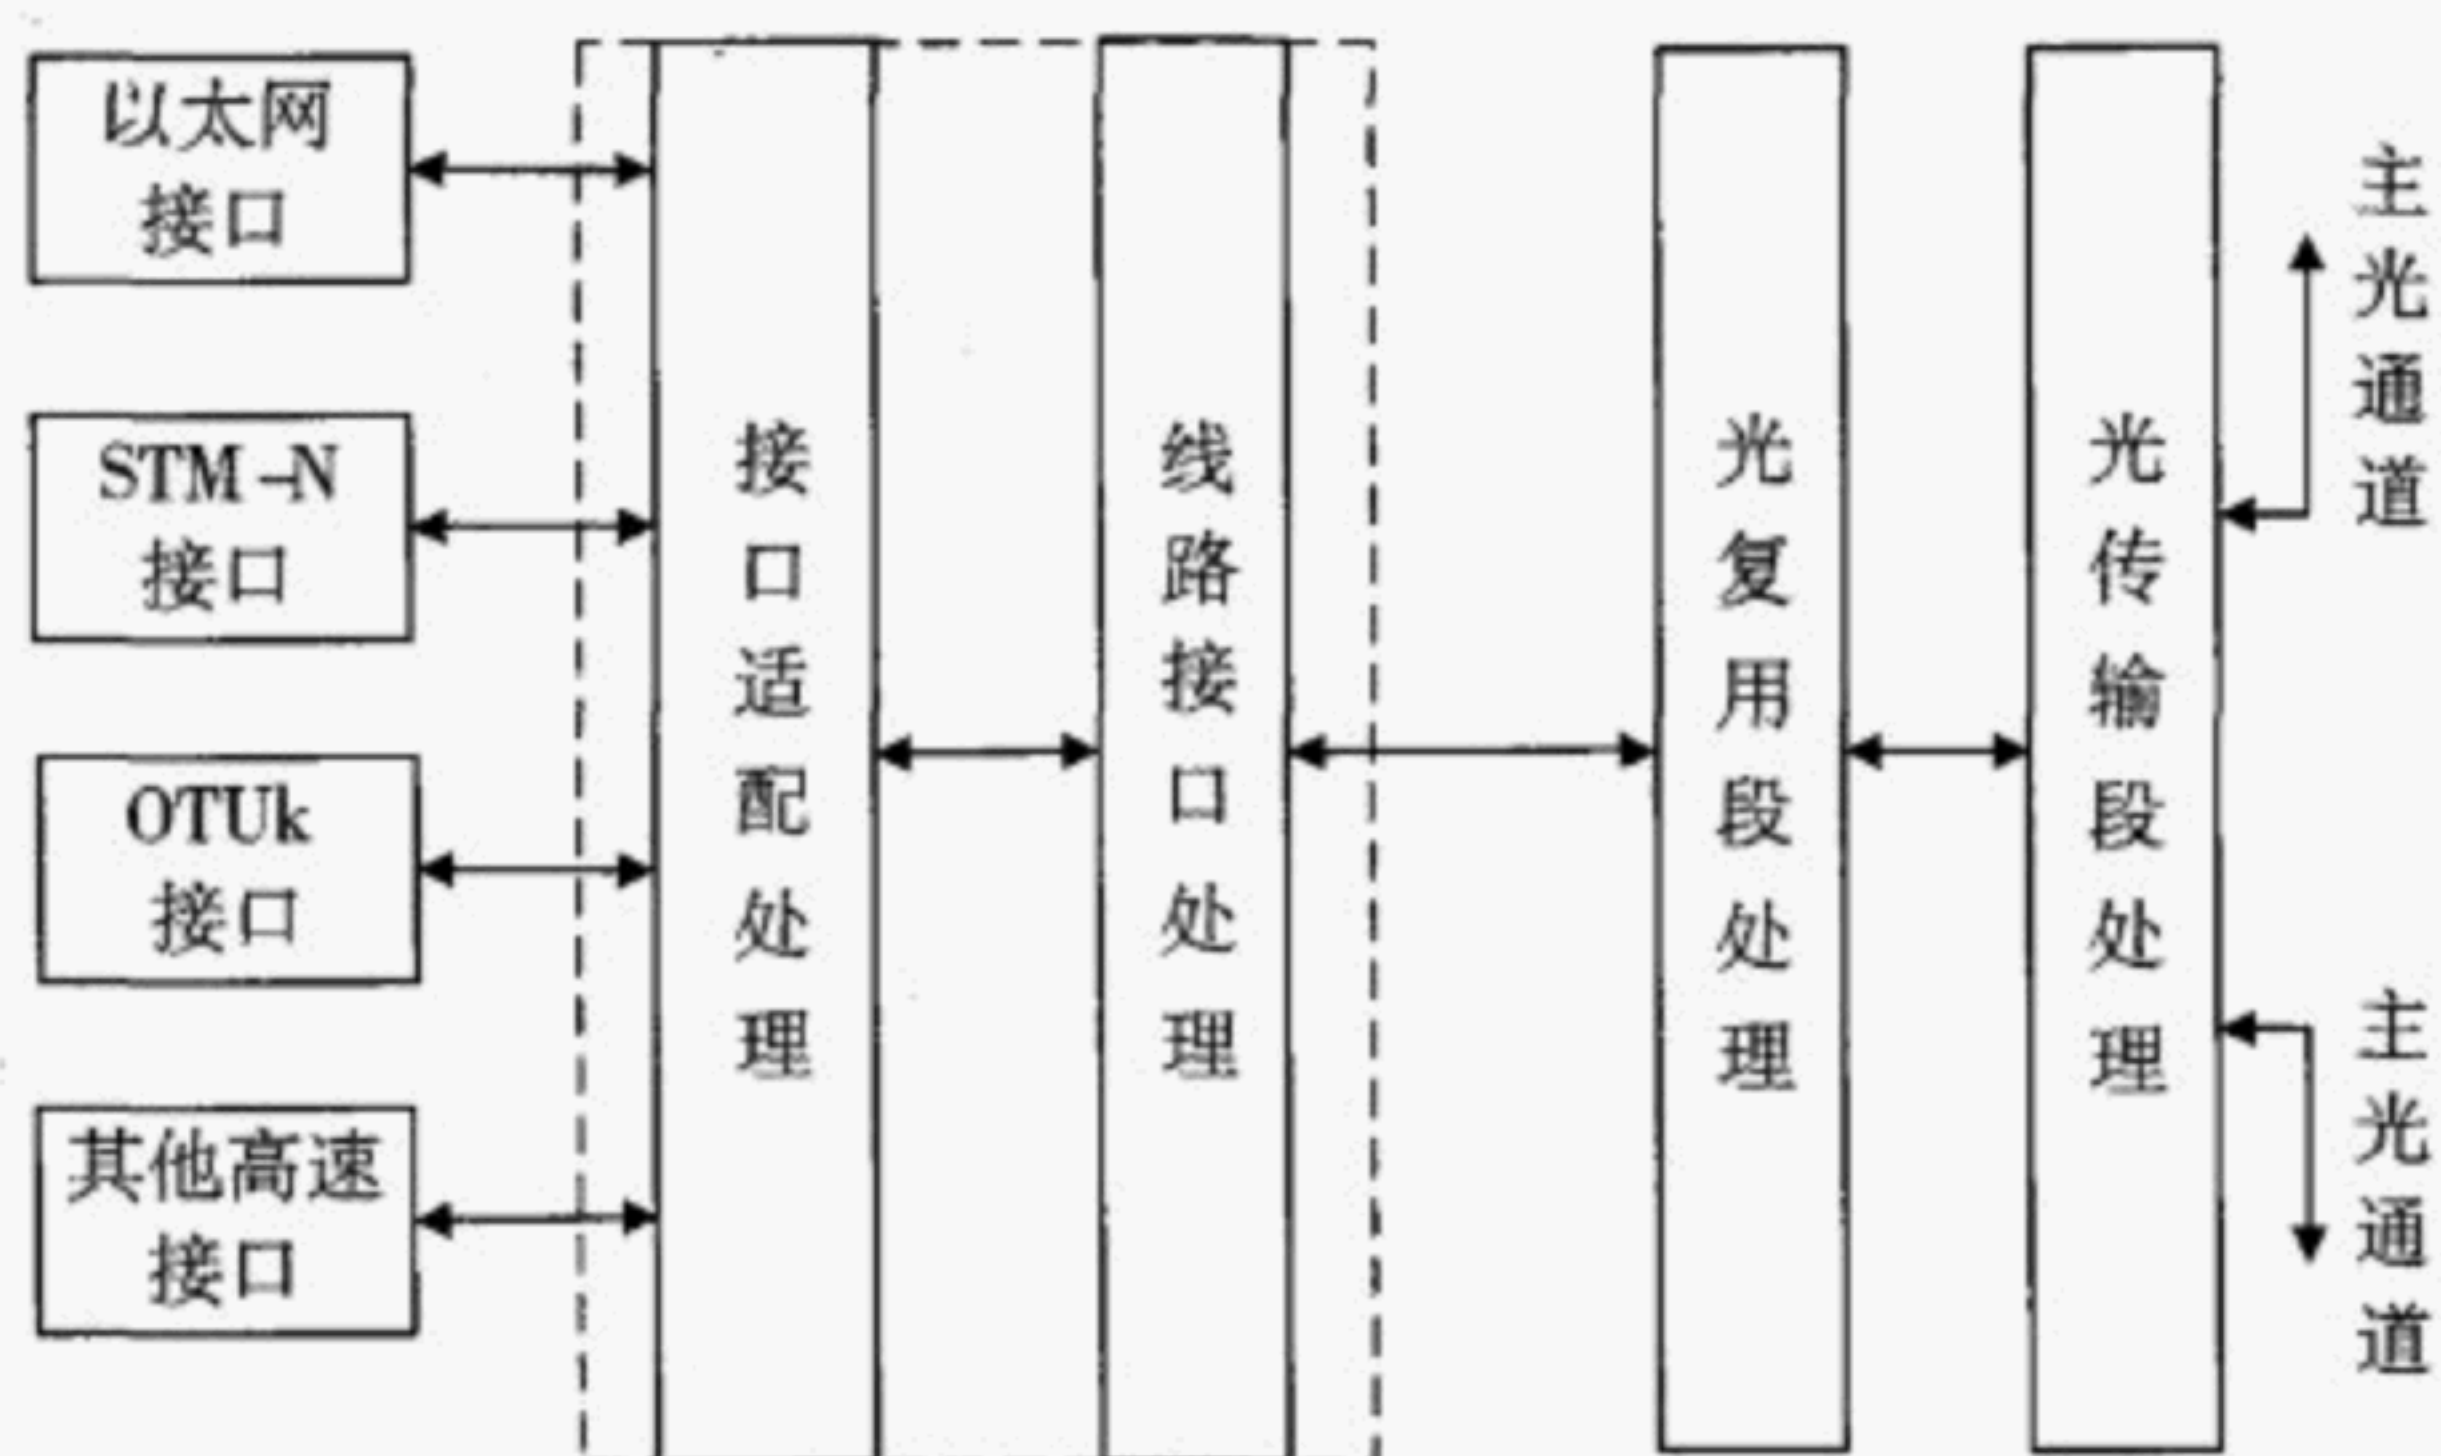 以太网
接口
STM-N
接口
OTUk
接口
其他高速
接口
接口适配处理
线路接口处理
光复用段处理
光传输段处理
主光通道
主光通道